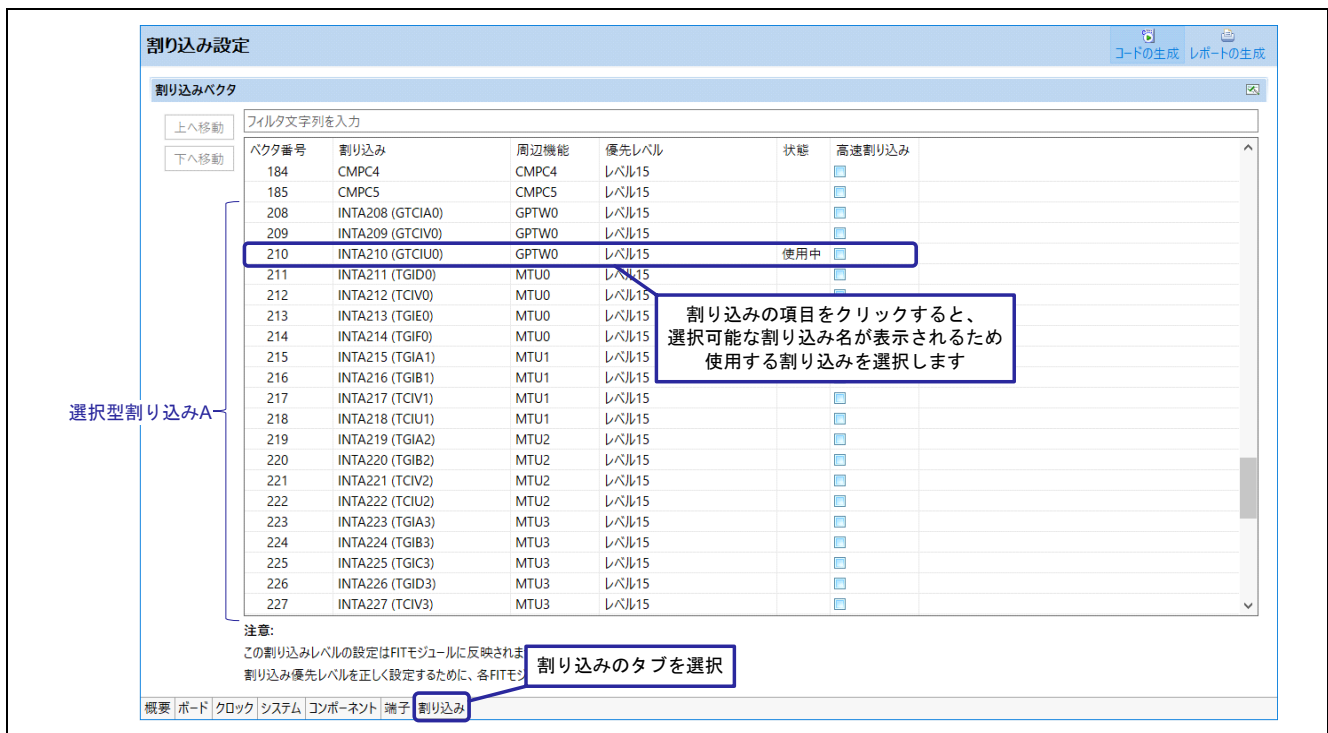 割り込み設定
コードの生成 レポートの生成
割り込みベクタ
上へ移動
下へ移動
フィルタ文字列を入力
ベクタ番号 割り込み 周辺機能 優先レベル 状態 高速割り込み
184 CMPC4 CMPC4 レベル15
185 CMPC5 CMPC5 レベル15
208 INTA208 (GTCIA0) GPTW0 レベル15
209 INTA209 (GTCIV0) GPTW0 レベル15
210 INTA210 (GTCIU0) GPTW0 レベル15 使用中
211 INTA211 (TGID0) MTU0 レベル15
212 INTA212 (TCIV0) MTU0 レベル15
213 INTA213 (TGIE0) MTU0 レベル15
214 INTA214 (TGIF0) MTU0 レベル15
215 INTA215 (TGIA1) MTU1 レベル15
216 INTA216 (TGIB1) MTU1 レベル15
217 INTA217 (TCIV1) MTU1 レベル15
218 INTA218 (TCIU1) MTU1 レベル15
219 INTA219 (TGIA2) MTU2 レベル15
220 INTA220 (TGIB2) MTU2 レベル15
221 INTA221 (TCIV2) MTU2 レベル15
222 INTA222 (TCIU2) MTU2 レベル15
223 INTA223 (TGIA3) MTU3 レベル15
224 INTA224 (TGIB3) MTU3 レベル15
225 INTA225 (TGIC3) MTU3 レベル15
226 INTA226 (TGID3) MTU3 レベル15
227 INTA227 (TCIV3) MTU3 レベル15
割り込みの項目をクリックすると、
選択可能な割り込み名が表示されるため
使用する割り込みを選択します
選択型割り込みA
注意:
この割り込みレベルの設定はFITモジュールに反映されま
割り込み優先レベルを正しく設定するために、各FITモジ
割り込みのタブを選択
概要 ボード クロック システム コンポーネント 端子 割り込み